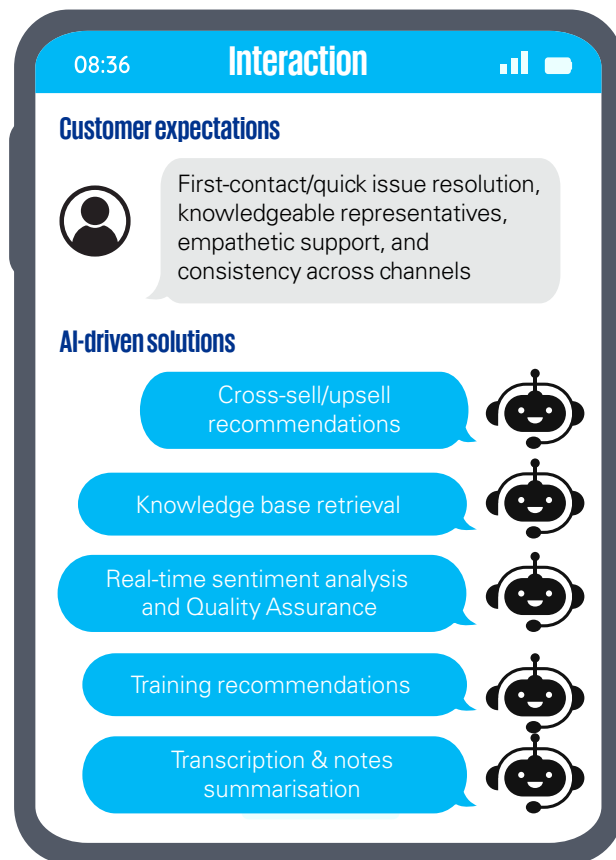 08:36 Interaction
Customer expectations
First-contact/quick issue resolution,
knowledgeable representatives,
empathetic support, and
consistency across channels
AI-driven solutions
Cross-sell/upsell
recommendations
Knowledge base retrieval
Real-time sentiment analysis
and Quality Assurance
Training recommendations
Transcription & notes
summarisation